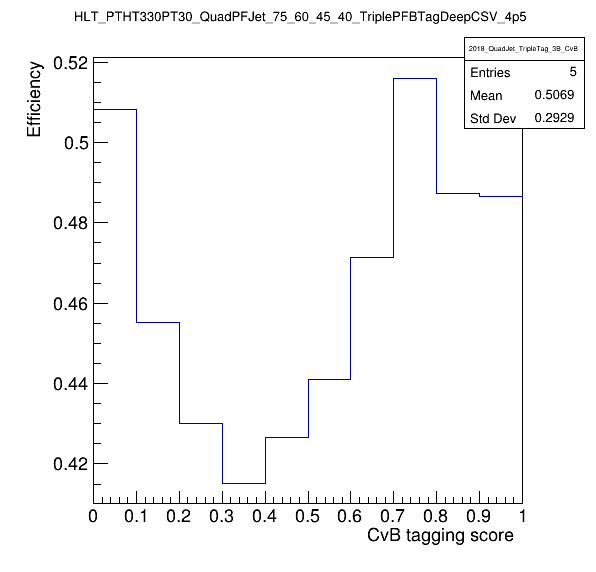 HLT_PTHT330PT30_QuadPFJet_75_60_45_40_TriplePFBTagDeepCSV_4p5
2018_QuadJet_TripleTag_3B_CvB
Entries 5
Mean 0.5069
Std Dev 0.2929
Efficiency
0.52
0.5
0.48
0.46
0.44
0.42
0 0.1 0.2 0.3 0.4 0.5 0.6 0.7 0.8 0.9 1
CvB tagging score